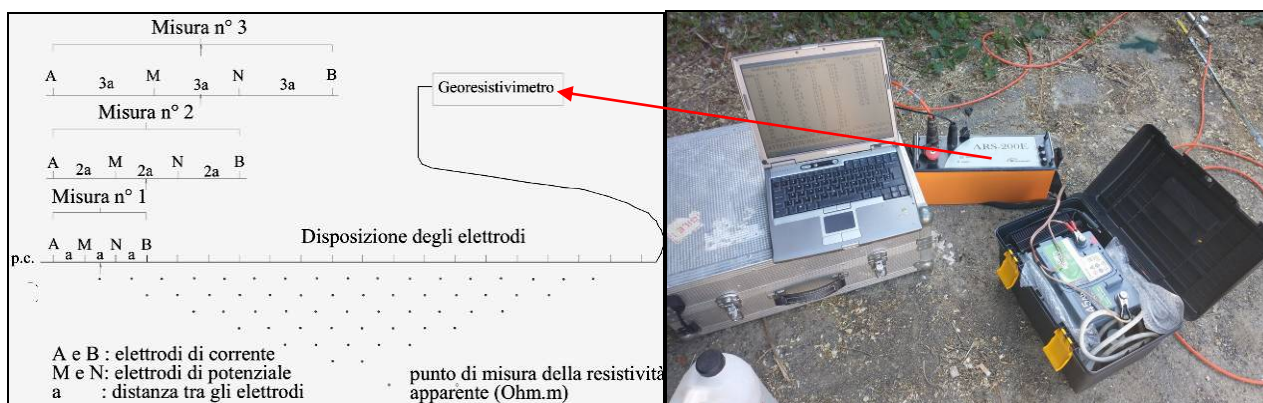 Misura n° 3
A 3a M 3a N 3a B
Misura n° 2
A 2a M 2a N 2a B
Misura n° 1
A M N B
a a a
p.c.
Disposizione degli elettrodi
A e B : elettrodi di corrente
M e N: elettrodi di potenziale
a : distanza tra gli elettrodi
punto di misura della resistività
apparente (Ohm.m)
Georesistivimetro
ARS-200E